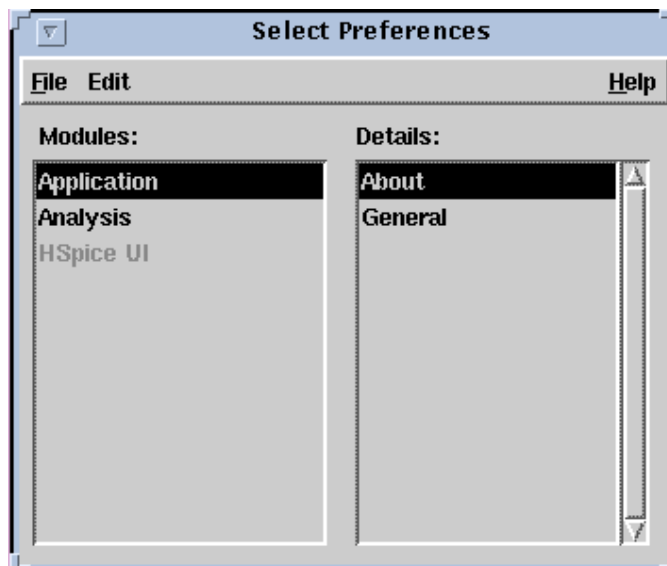 Select Preferences
File Edit Help
Modules: Details:
Application About
Analysis General
HSpice UI